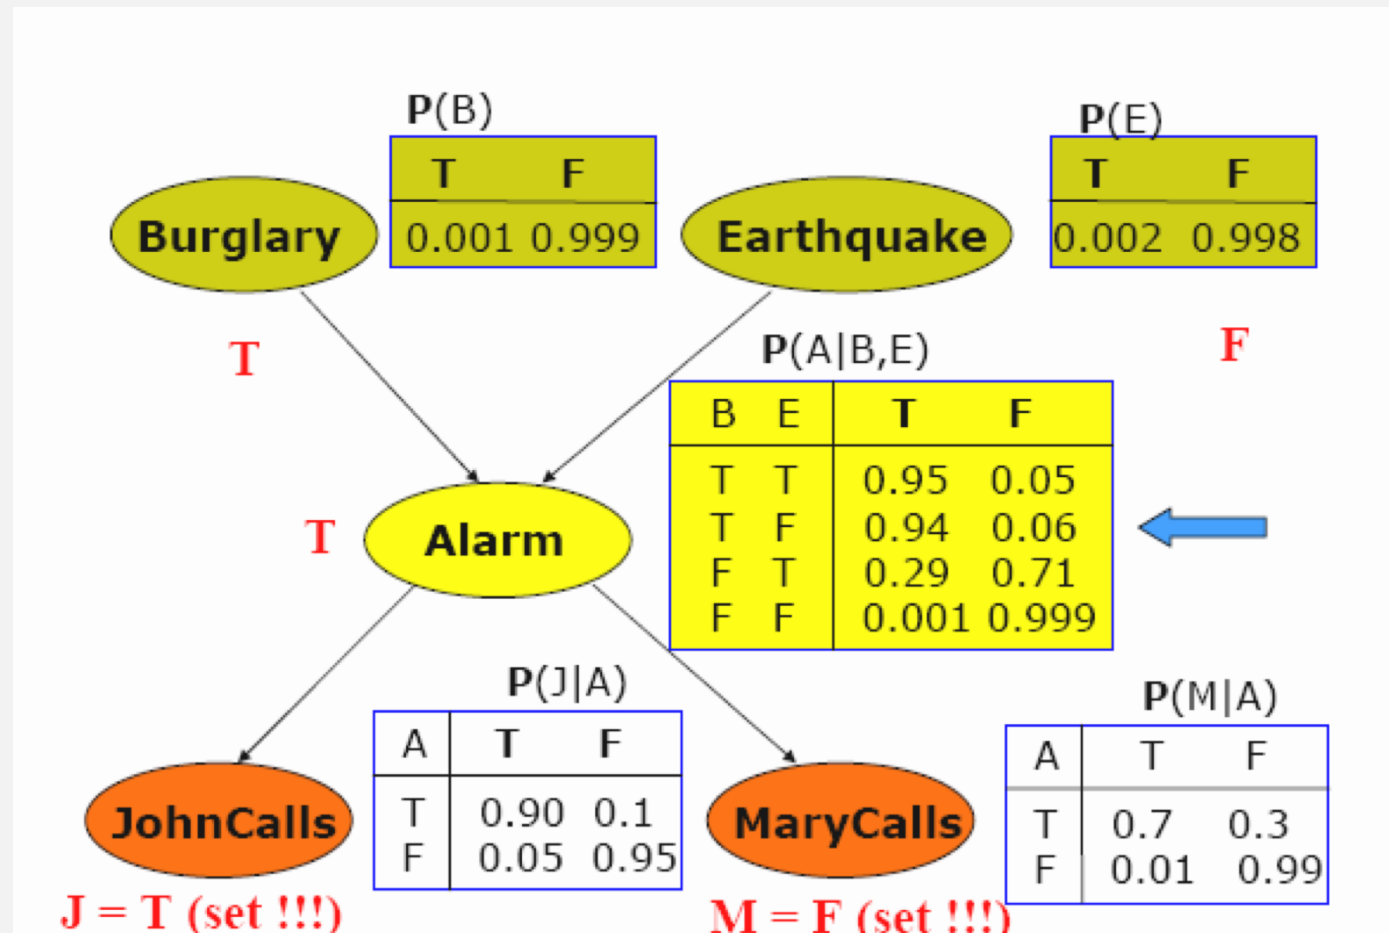 P(B)
T F
0.001 0.999
Burglary
P(E)
T F
0.002 0.998
Earthquake
T
F
P(A|B,E)
B E T F
T T 0.95 0.05
T F 0.94 0.06
F T 0.29 0.71
F F 0.001 0.999
T
Alarm
P(J|A)
A T F
T 0.90 0.1
F 0.05 0.95
P(M|A)
A T F
T 0.7 0.3
F 0.01 0.99
JohnCalls
MaryCalls
J = T (set !!!)
M = F (set !!!)